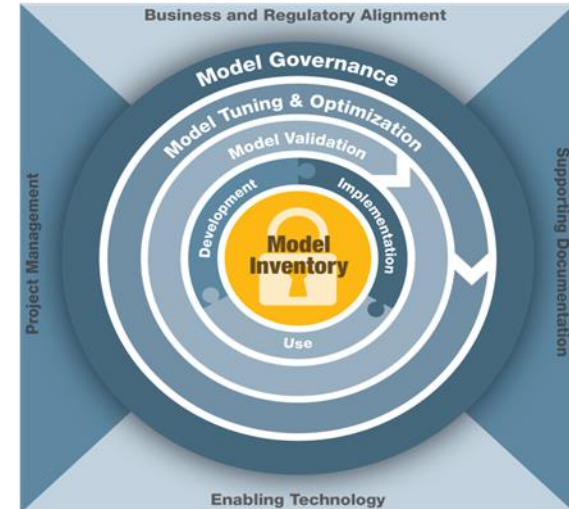 Business and Regulatory Alignment
Model Governance
Model Tuning & Optimization
Model Validation
Development
Implementation
Model
Inventory
Use
Project Management
Supporting Documentation
Enabling Technology